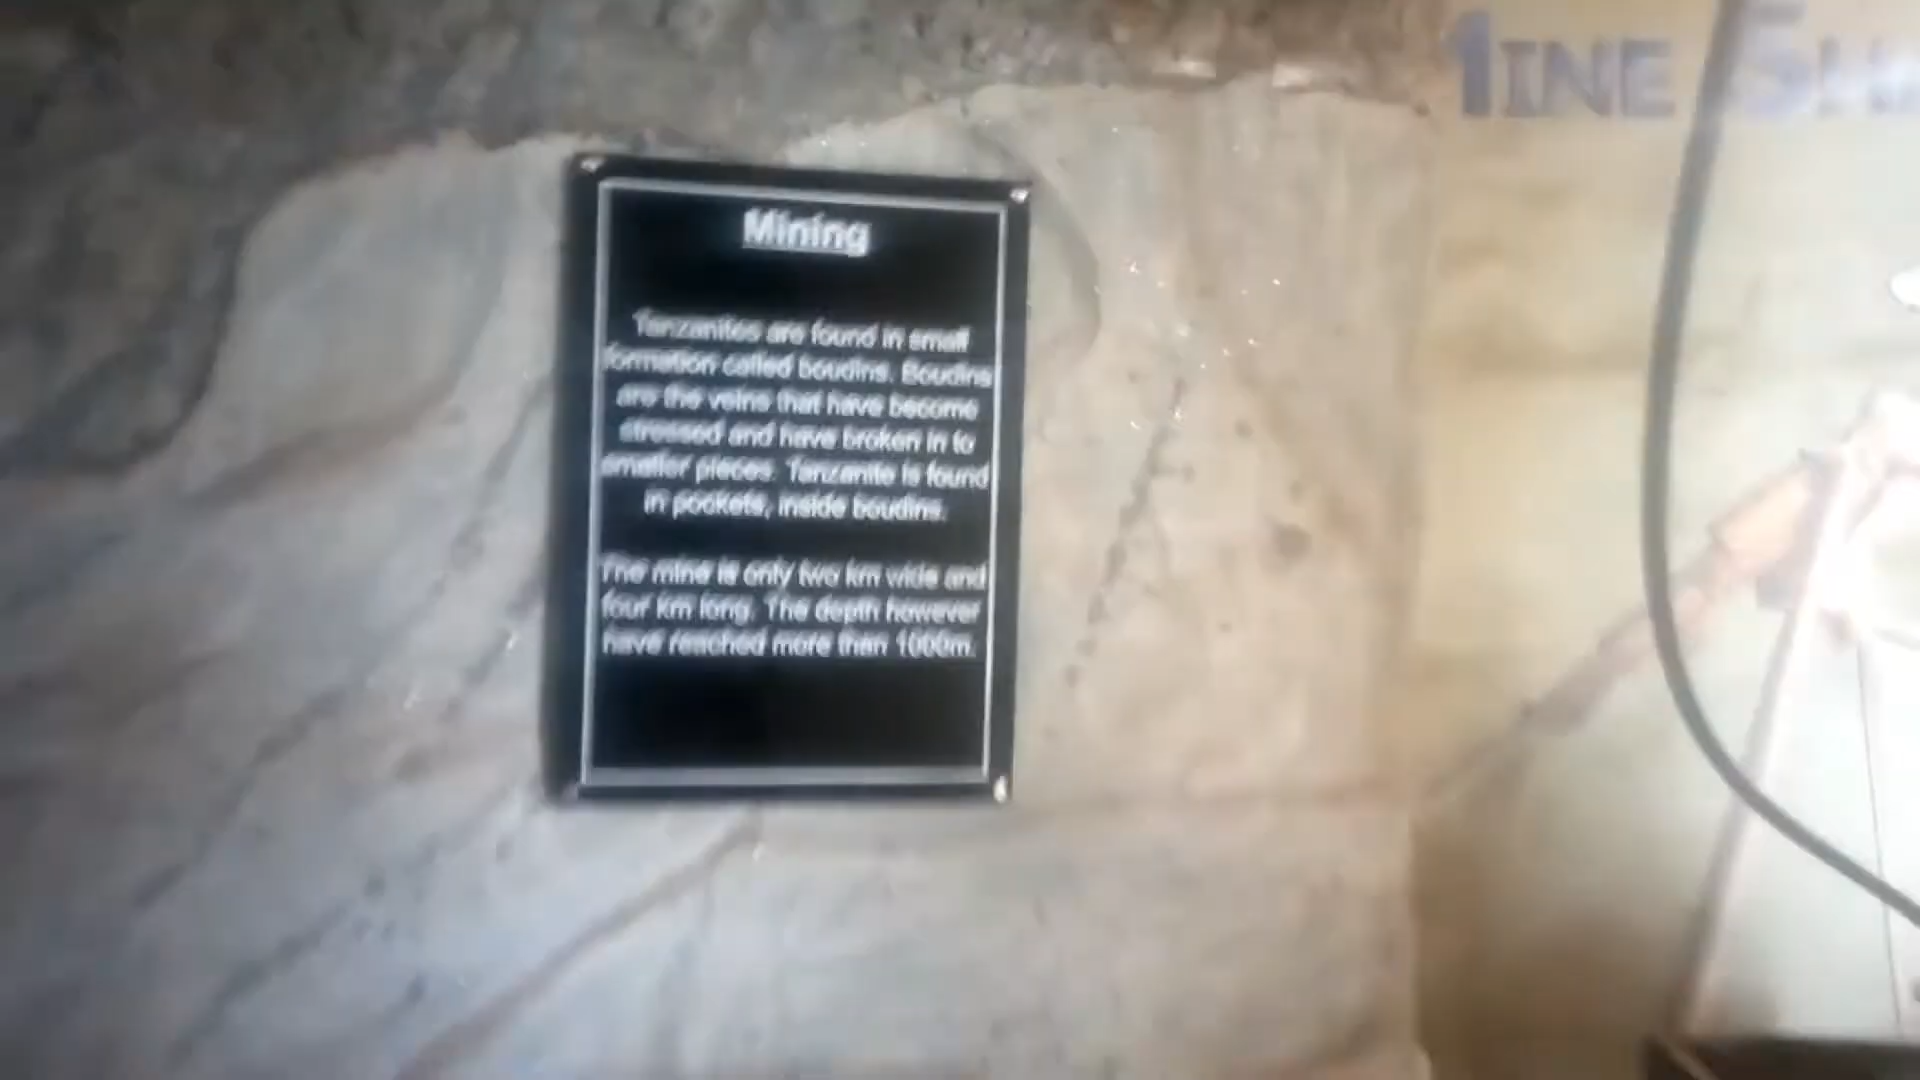 Mining
Tanzanites are found in small
formation called boudins. Boudins
are the veins that have become
stressed and have broken in to
smaller pieces. Tanzanite is found
in pockets, inside boudins.
The mine is only two km wide and
four km long. The depth however
have reached more than 1000m.